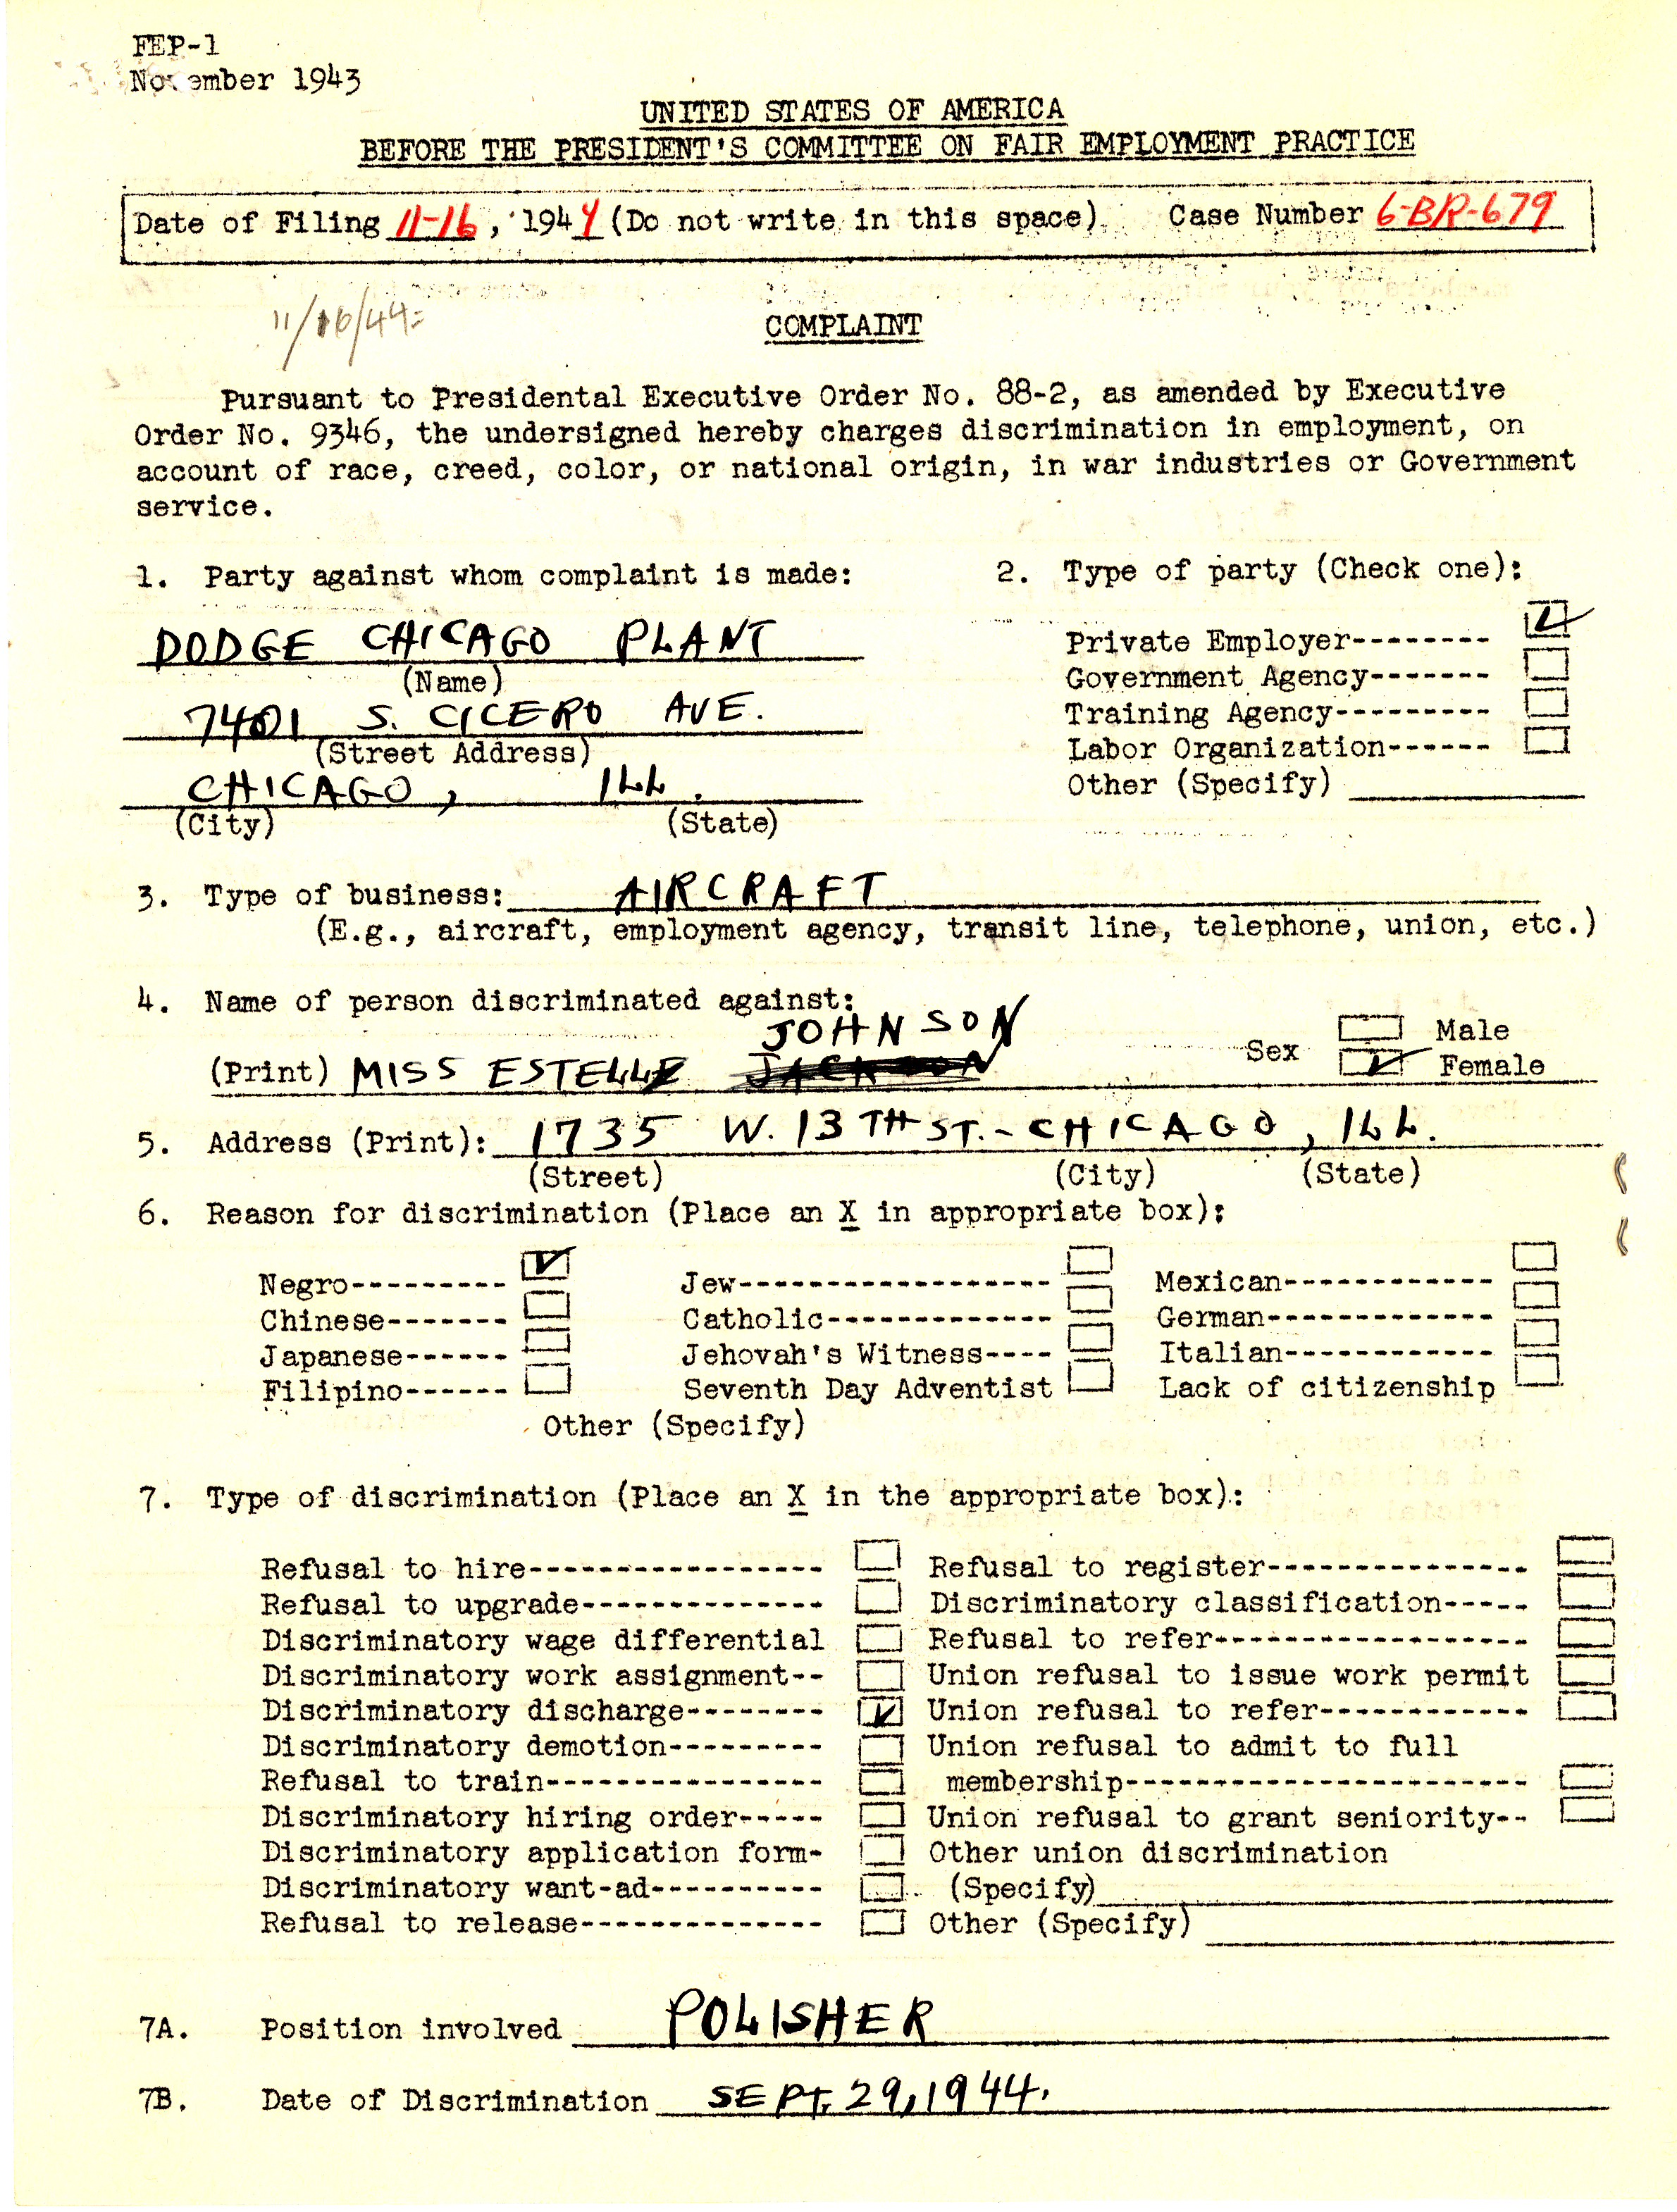 FEP-1
November 1943
UNITED STATES OF AMERICA
BEFORE THE PRESIDENT'S COMMITTEE ON FAIR EMPLOYMENT PRACTICE
Date of Filing 11-16, 1944 (Do not write in this space). Case Number 6-BR-679
11/16/44
COMPLAINT
Pursuant to Presidental Executive Order No. 88-2, as amended by Executive
Order No. 9346, the undersigned hereby charges discrimination in employment, on
account of race, creed, color, or national origin, in war industries or Government
service.
1. Party against whom complaint is made: 2. Type of party (Check one):
DODGE CHICAGO PLANT
(Name)
7401 S. CICERO AVE.
(Street Address)
CHICAGO, ILL.
(City) (State)
Private Employer--------
Government Agency-------
Training Agency---------
Labor Organization------
Other (Specify)
3. Type of business: AIRCRAFT
(E.g., aircraft, employment agency, transit line, telephone, union, etc.)
4. Name of person discriminated against:
JOHNSON
(Print) MISS ESTELLE JACKSON Sex Male
Female
5. Address (Print): 1735 W. 13TH ST.- CHICAGO, ILL.
(Street) (City) (State)
6. Reason for discrimination (Place an X in appropriate box):
Negro--------- Jew------------------ Mexican------------
Chinese------- Catholic------------- German-------------
Japanese------ Jehovah's Witness---- Italian------------
Filipino------ Seventh Day Adventist Lack of citizenship
Other (Specify)
7. Type of discrimination (Place an X in the appropriate box):
Refusal to hire----------------- Refusal to register---------------
Refusal to upgrade-------------- Discriminatory classification-----
Discriminatory wage differential Refusal to refer------------------
Discriminatory work assignment-- Union refusal to issue work permit
Discriminatory discharge-------- Union refusal to refer------------
Discriminatory demotion--------- Union refusal to admit to full
Refusal to train---------------- membership-----------------------
Discriminatory hiring order----- Union refusal to grant seniority--
Discriminatory application form- Other union discrimination
Discriminatory want-ad---------- (Specify)
Refusal to release-------------- Other (Specify)
7A. Position involved POLISHER
7B. Date of Discrimination SEPT. 29, 1944.